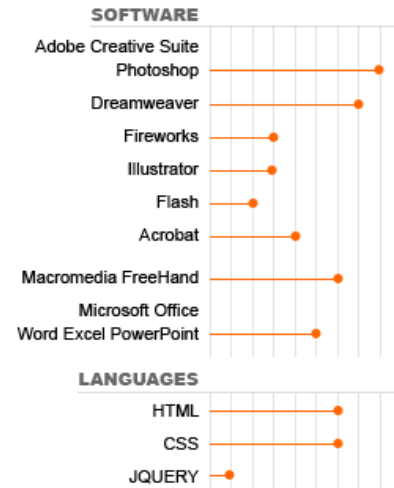 SOFTWARE
Adobe Creative Suite
Photoshop
Dreamweaver
Fireworks
Illustrator
Flash
Acrobat
Macromedia FreeHand
Microsoft Office
Word Excel PowerPoint
LANGUAGES
HTML
CSS
JQUERY